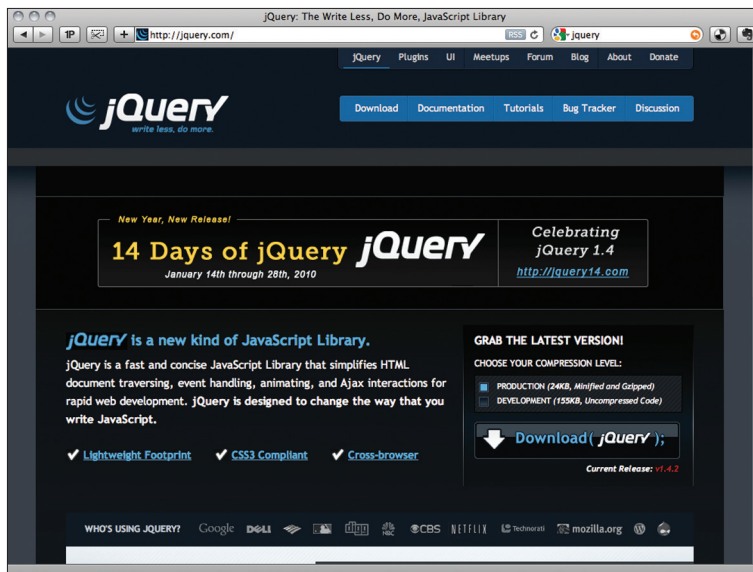 jQuery: The Write Less, Do More, JavaScript Library
1P http://jquery.com/ RSS jquery
jQuery Plugins UI Meetups Forum Blog About Donate
jQuery
write less, do more.
Download Documentation Tutorials Bug Tracker Discussion
New Year, New Release!
14 Days of jQuery jQuery
January 14th through 28th, 2010
Celebrating
jQuery 1.4
http://jquery14.com
jQuery is a new kind of JavaScript Library.
jQuery is a fast and concise JavaScript Library that simplifies HTML
document traversing, event handling, animating, and Ajax interactions for
rapid web development. jQuery is designed to change the way that you
write JavaScript.
Lightweight Footprint CSS3 Compliant Cross-browser
GRAB THE LATEST VERSION!
CHOOSE YOUR COMPRESSION LEVEL:
PRODUCTION (24KB, Minified and Gzipped)
DEVELOPMENT (155KB, Uncompressed Code)
Download( jQuery );
Current Release: v1.4.2
WHO'S USING JQUERY? Google DELL NBC CBS NETFLIX Technorati mozilla.org